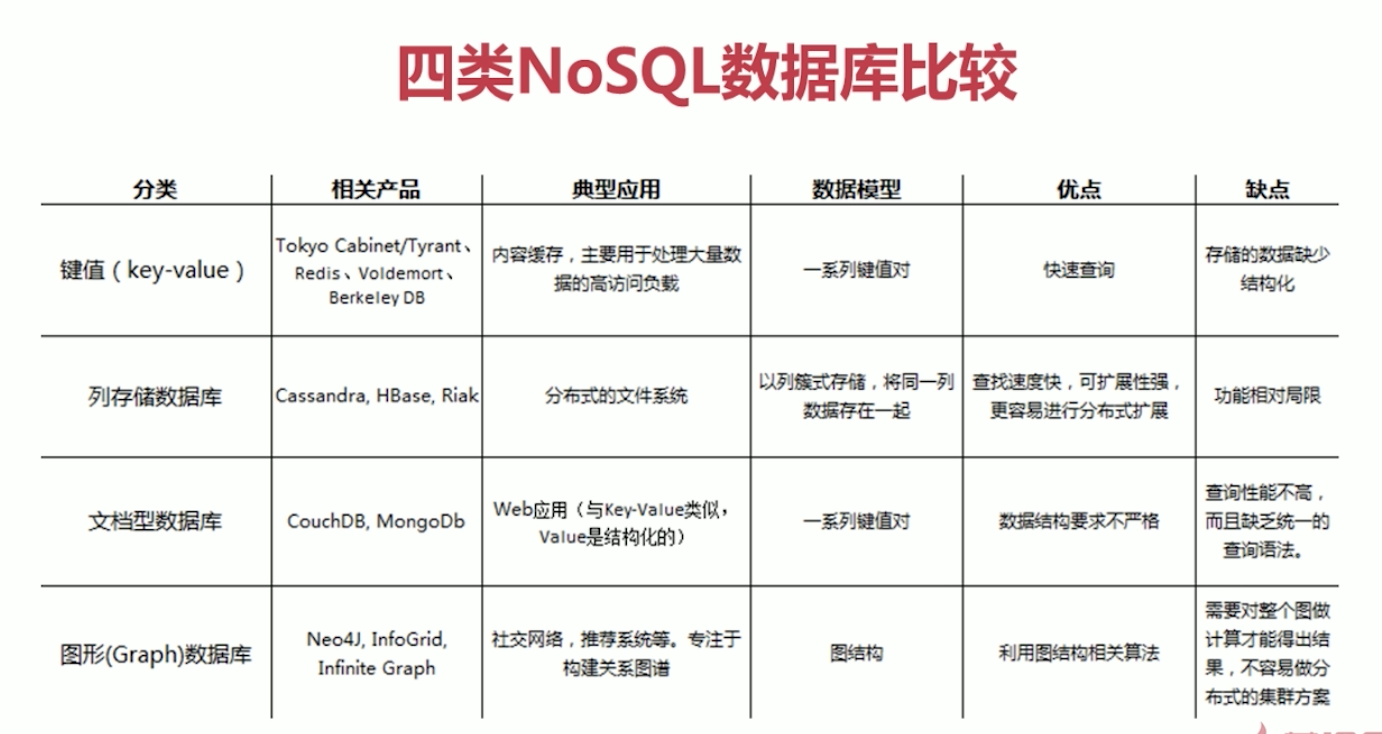 四类NoSQL数据库比较
分类 相关产品 典型应用 数据模型 优点 缺点
键值（key-value）
Tokyo Cabinet/Tyrant、
Redis、Voldemort、
Berkeley DB
内容缓存，主要用于处理大量数
据的高访问负载
一系列键值对
快速查询
存储的数据缺少
结构化
列存储数据库
Cassandra, HBase, Riak
分布式的文件系统
以列簇式存储，将同一列
数据存在一起
查找速度快，可扩展性强，
更容易进行分布式扩展
功能相对局限
文档型数据库
CouchDB, MongoDb
Web应用（与Key-Value类似，
Value是结构化的）
一系列键值对
数据结构要求不严格
查询性能不高，
而且缺乏统一的
查询语法。
图形(Graph)数据库
Neo4J, InfoGrid,
Infinite Graph
社交网络，推荐系统等。专注于
构建关系图谱
图结构
利用图结构相关算法
需要对整个图做
计算才能得出结
果，不容易做分
布式的集群方案